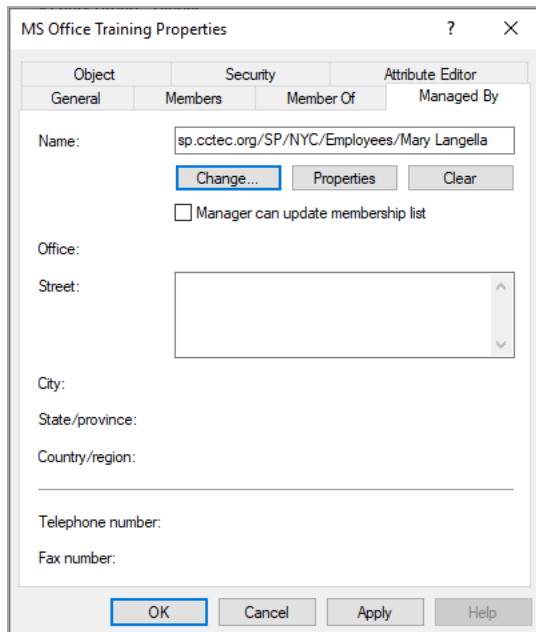 MS Office Training Properties ?
Object Security Attribute Editor
General Members Member Of Managed By
Name: sp.cctec.org/SP/NYC/Employees/Mary Langella
Change... Properties Clear
Manager can update membership list
Office:
Street:
City:
State/province:
Country/region:
Telephone number:
Fax number:
OK Cancel Apply Help